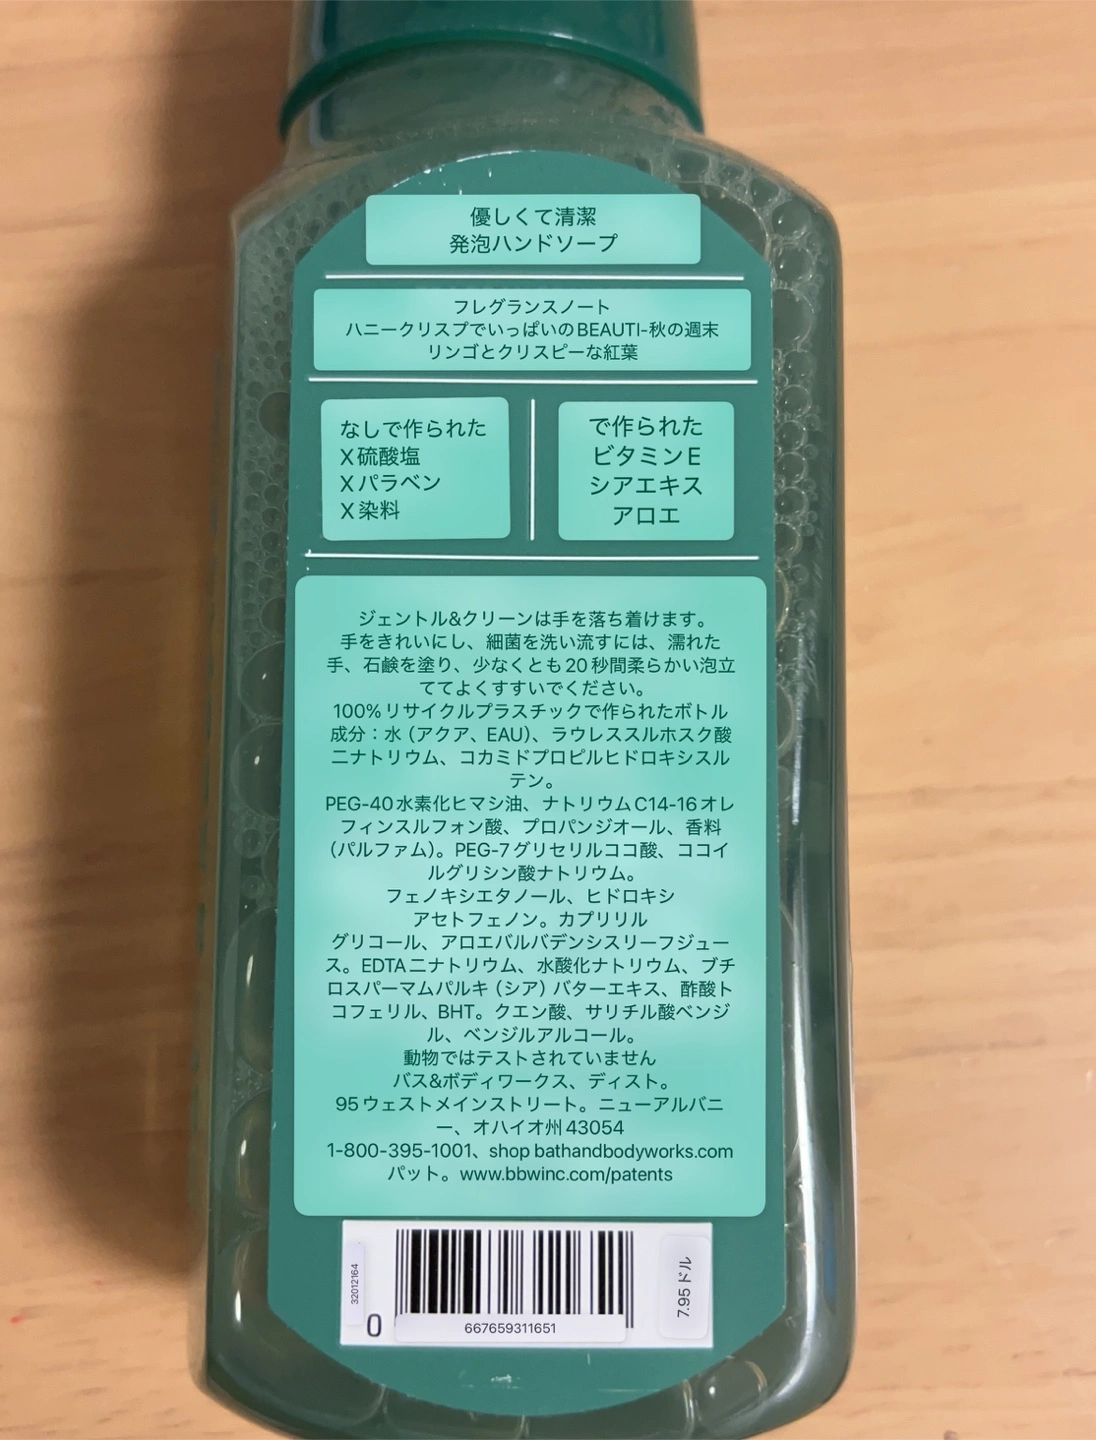 優しくて清潔
発泡ハンドソープ
フレグランスノート
ハニークリスプでいっぱいのBEAUTI-秋の週末
リンゴとクリスピーな紅葉
なしで作られた
X硫酸塩
Xパラベン
X染料
で作られた
ビタミンE
シアエキス
アロエ
ジェントル&クリーンは手を落ち着けます。
手をきれいにし、細菌を洗い流すには、濡れた
手、石鹸を塗り、少なくとも20秒間柔らかい泡立
ててよくすすいでください。
100%リサイクルプラスチックで作られたボトル
成分:水(アクア、EAU)、ラウレススルホスク酸
二ナトリウム、コカミドプロピルヒドロキシスル
テン。
PEG-40水素化ヒマシ油、ナトリウムC14-16オレ
フィンスルフォン酸、プロパンジオール、香料
(パルファム)。PEG-7グリセリルココ酸、ココイ
ルグリシン酸ナトリウム。
フェノキシエタノール、ヒドロキシ
アセトフェノン。カプリリル
グリコール、アロエバルバデンシスリーフジュー
ス。EDTA二ナトリウム、水酸化ナトリウム、ブチ
ロスパーマムパルキ(シア)バターエキス、酢酸ト
コフェリル、BHT。クエン酸、サリチル酸ベンジ
ル、ベンジルアルコール。
動物ではテストされていません
バス&ボディワークス、ディスト。
95ウェストメインストリート。ニューアルバニ
ー、オハイオ州43054
1-800-395-1001、shop bathandbodyworks.com
パット。www.bbwinc.com/patents
32012164
0
667659311651
7.95ドル